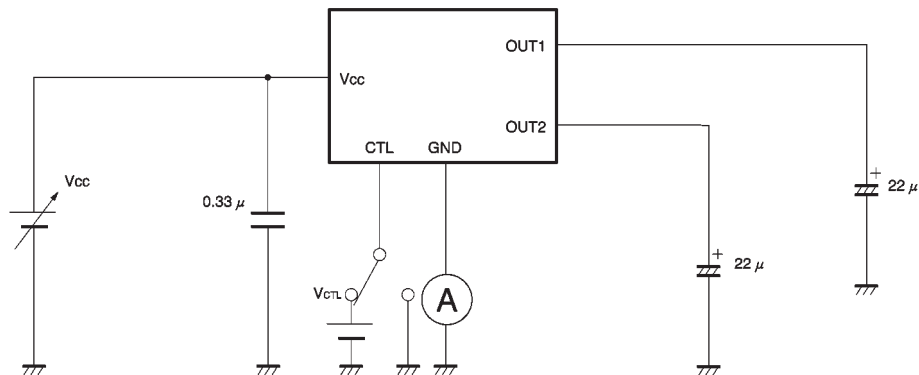 OUT1
Vcc
OUT2
CTL
GND
Vcc
22 μ
0.33 μ
+
22 μ
+
VCTL
A